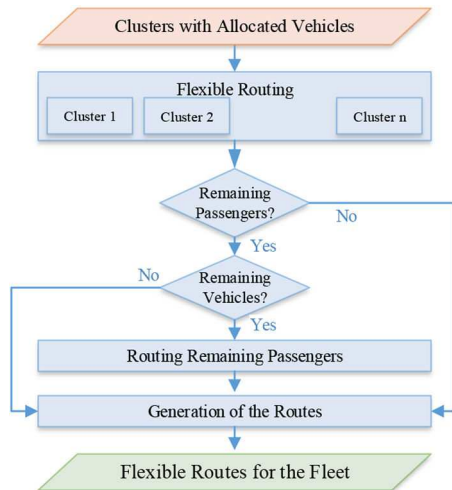 Clusters with Allocated Vehicles
Flexible Routing
Cluster 1 Cluster 2 Cluster n
Remaining
Passengers?
No
Yes
No
Remaining
Vehicles?
Yes
Routing Remaining Passengers
Generation of the Routes
Flexible Routes for the Fleet